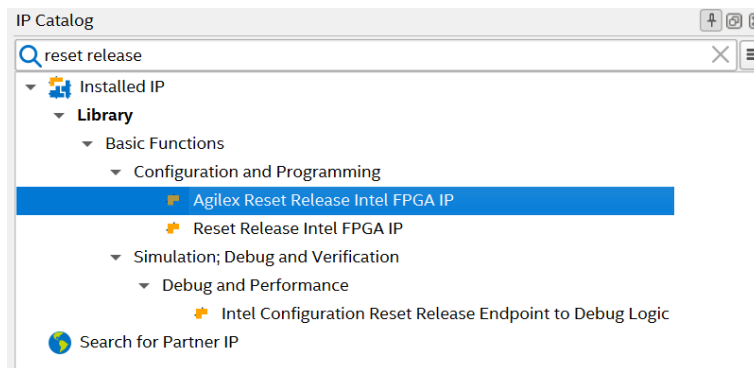 IP Catalog
reset release
Installed IP
Library
Basic Functions
Configuration and Programming
Agilex Reset Release Intel FPGA IP
Reset Release Intel FPGA IP
Simulation; Debug and Verification
Debug and Performance
Intel Configuration Reset Release Endpoint to Debug Logic
Search for Partner IP